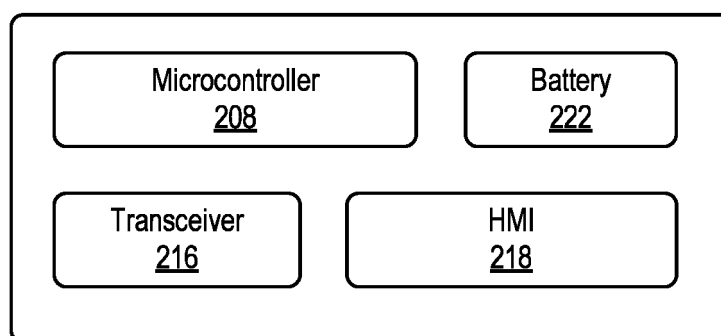 Microcontroller
208
Battery
222
Transceiver
216
HMI
218